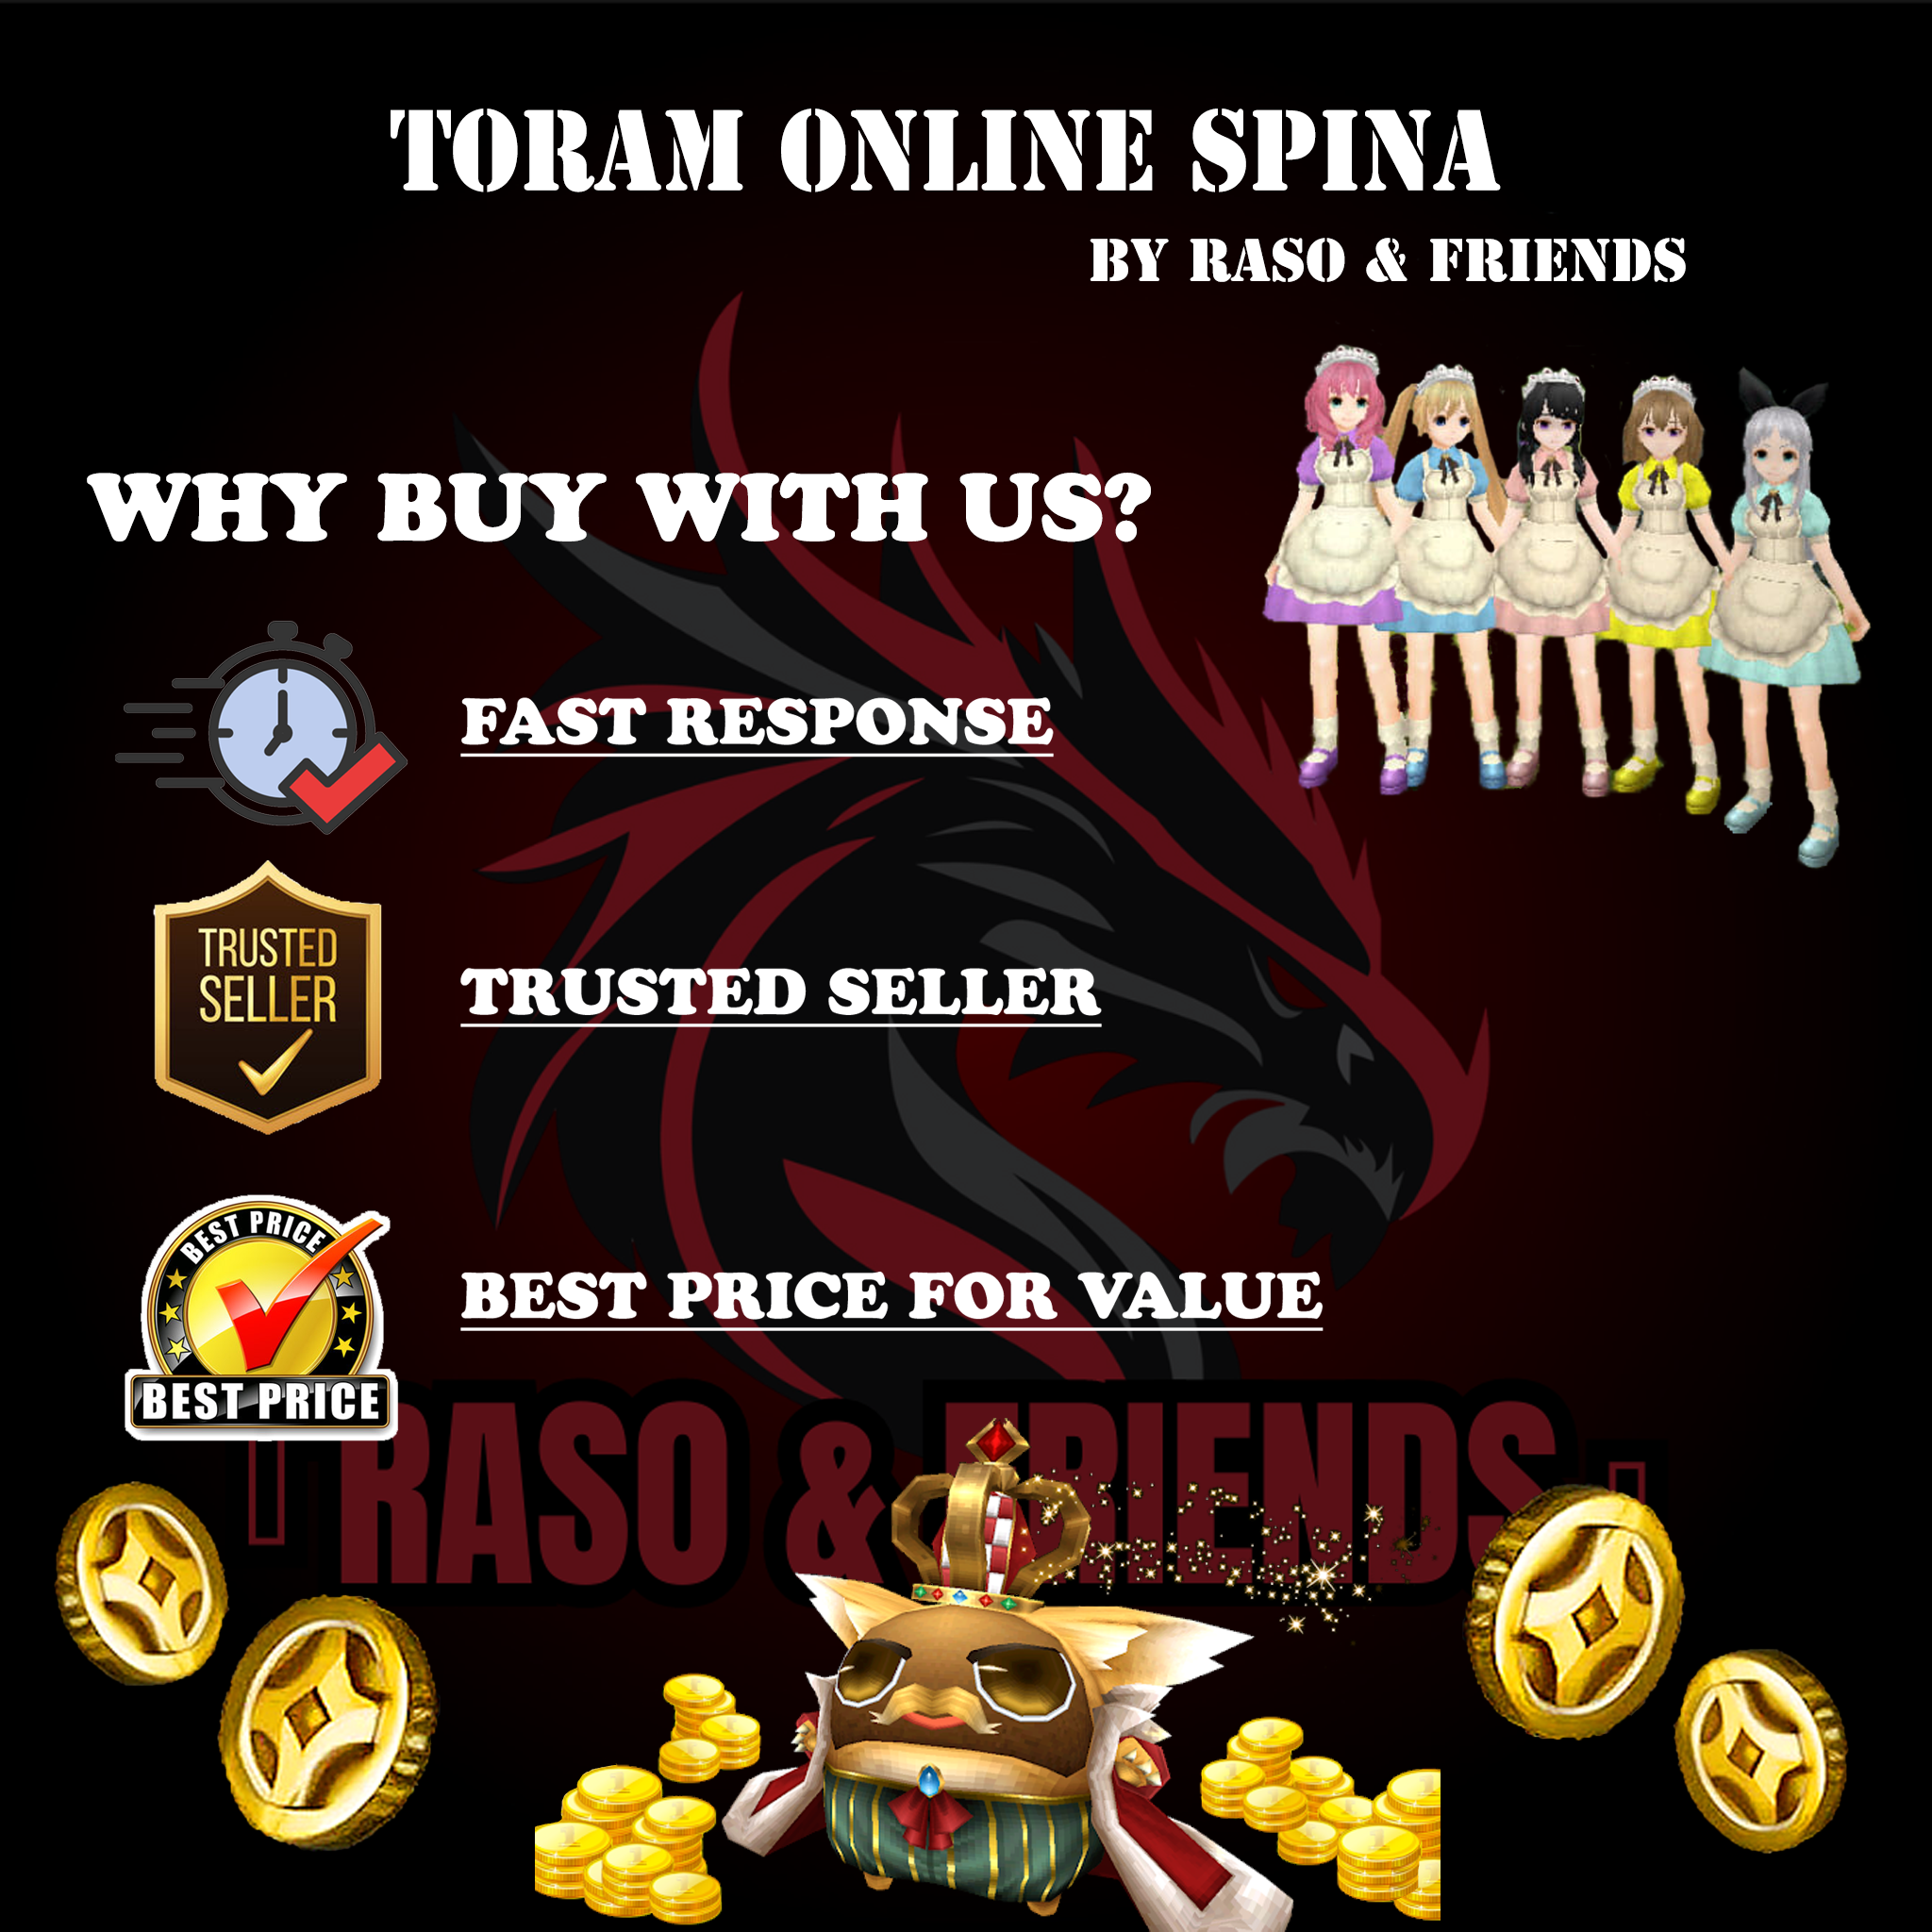 TORAM ONLINE SPINA
BY RASO & FRIENDS
WHY BUY WITH US?
FAST RESPONSE
TRUSTED
SELLER
TRUSTED SELLER
BEST PRICE
BEST PRICE
BEST PRICE FOR VALUE
RASO & FRIENDS